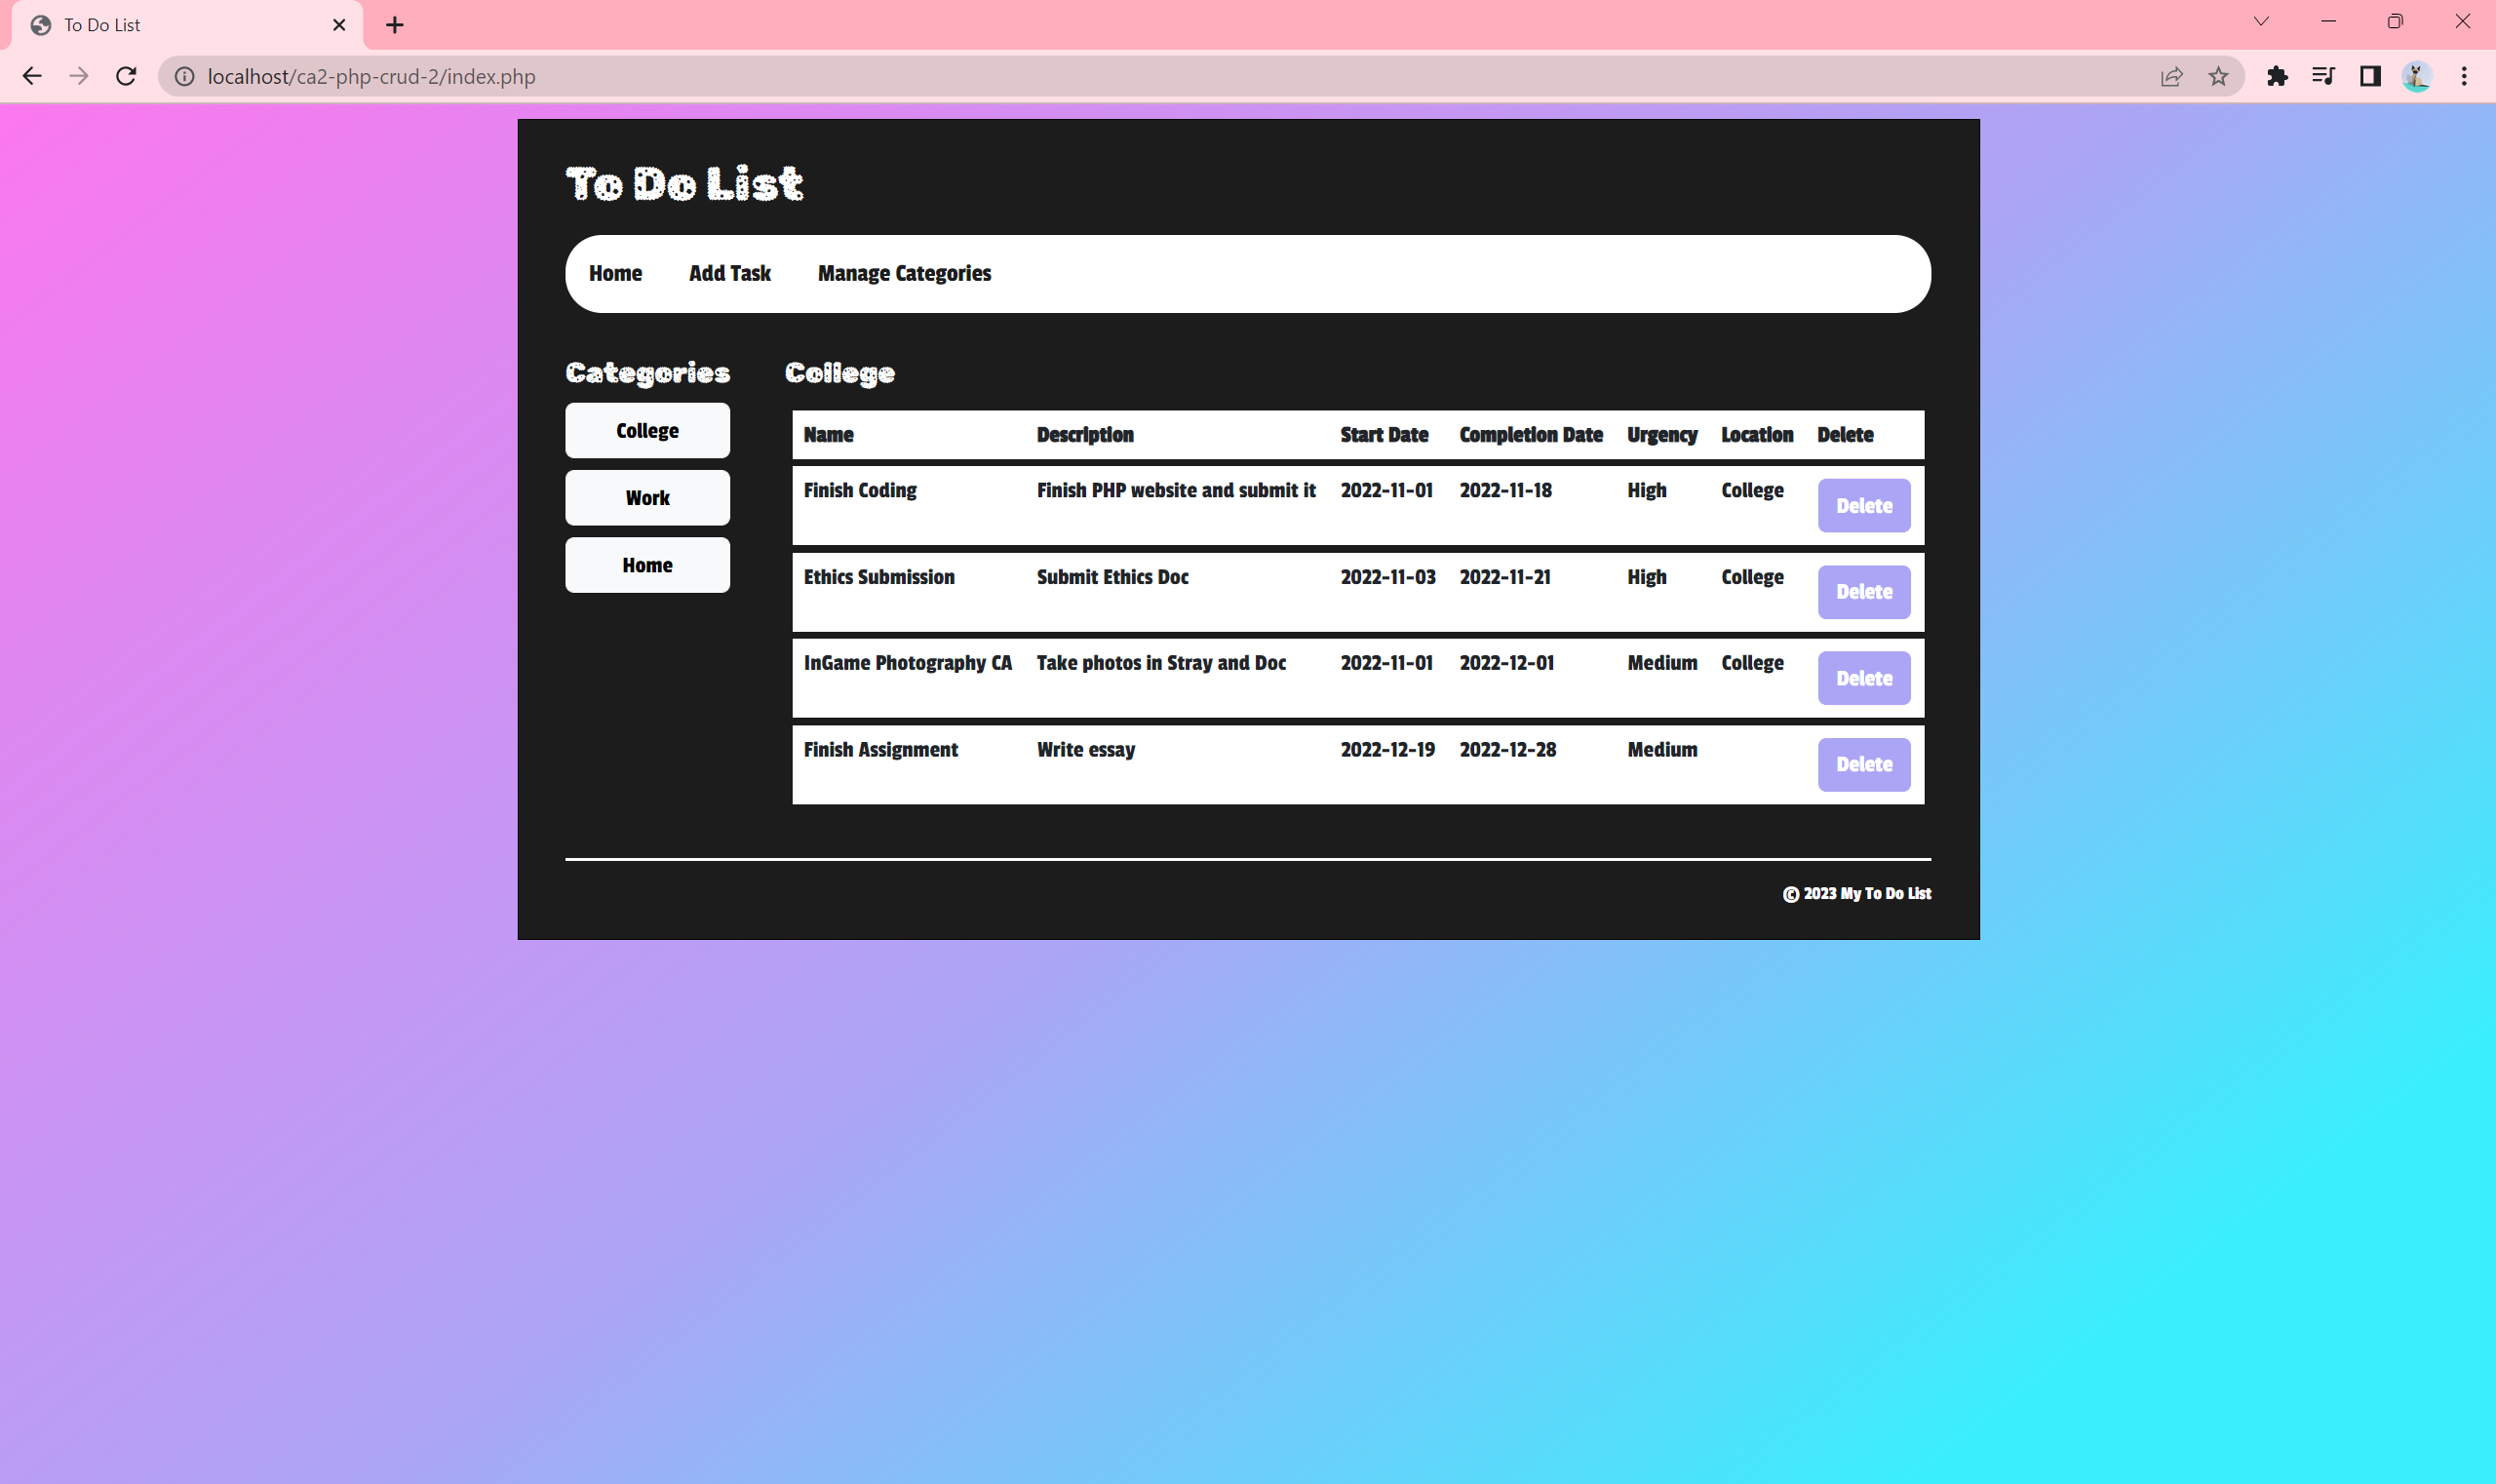 To Do List
localhost/ca2-php-crud-2/index.php
To Do List
Home Add Task Manage Categories
Categories
College
Work
Home
College
Name Description Start Date Completion Date Urgency Location Delete
Finish Coding Finish PHP website and submit it 2022-11-01 2022-11-18 High College Delete
Ethics Submission Submit Ethics Doc 2022-11-03 2022-11-21 High College Delete
InGame Photography CA Take photos in Stray and Doc 2022-11-01 2022-12-01 Medium College Delete
Finish Assignment Write essay 2022-12-19 2022-12-28 Medium Delete
© 2023 My To Do List